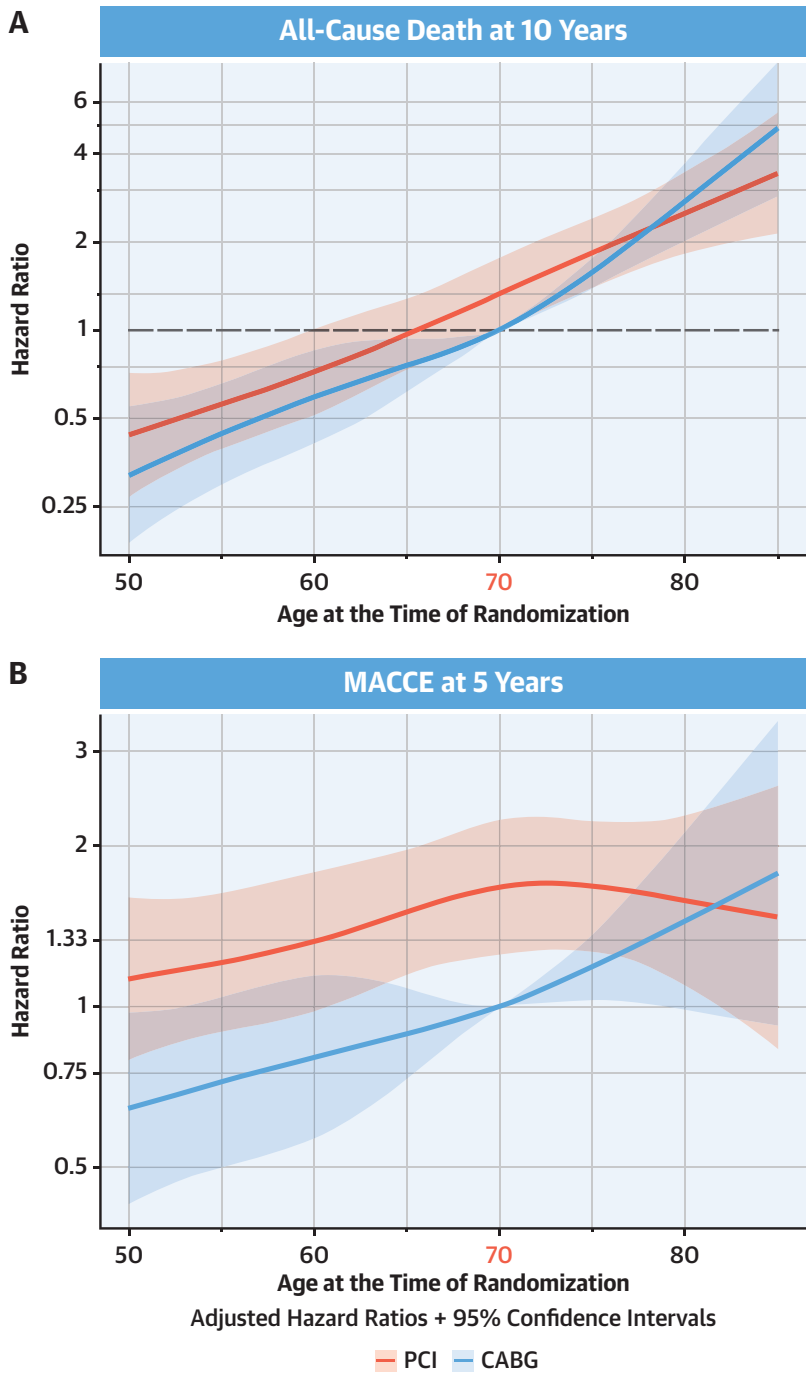 A
All-Cause Death at 10 Years
Hazard Ratio
6
4
2
1
0.5
0.25
50 60 70 80
Age at the Time of Randomization
B
MACCE at 5 Years
Hazard Ratio
3
2
1.33
1
0.75
0.5
50 60 70 80
Age at the Time of Randomization
Adjusted Hazard Ratios + 95% Confidence Intervals
PCI CABG